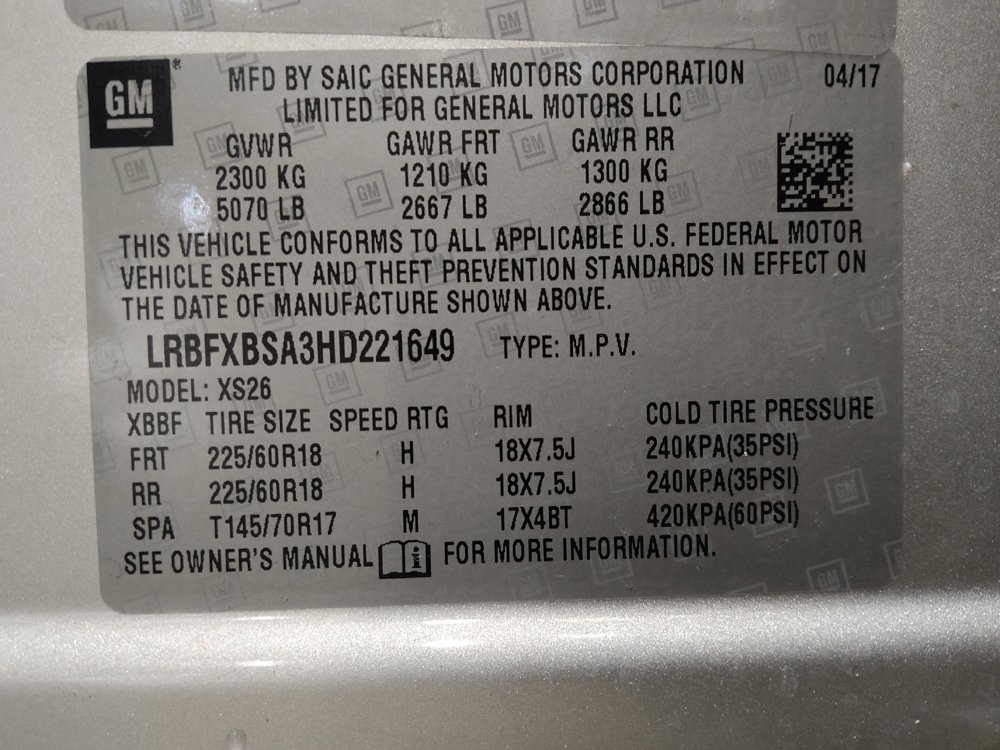 GM® MFD BY SAIC GENERAL MOTORS CORPORATION 04/17
LIMITED FOR GENERAL MOTORS LLC
GVWR GAWR FRT GAWR RR
2300 KG 1210 KG 1300 KG
5070 LB 2667 LB 2866 LB
THIS VEHICLE CONFORMS TO ALL APPLICABLE U.S. FEDERAL MOTOR
VEHICLE SAFETY AND THEFT PREVENTION STANDARDS IN EFFECT ON
THE DATE OF MANUFACTURE SHOWN ABOVE.
LRBFXBSA3HD221649 TYPE: M.P.V.
MODEL: XS26
XBBF TIRE SIZE SPEED RTG RIM COLD TIRE PRESSURE
FRT 225/60R18 H 18X7.5J 240KPA(35PSI)
RR 225/60R18 H 18X7.5J 240KPA(35PSI)
SPA T145/70R17 M 17X4BT 420KPA(60PSI)
SEE OWNER'S MANUAL FOR MORE INFORMATION.